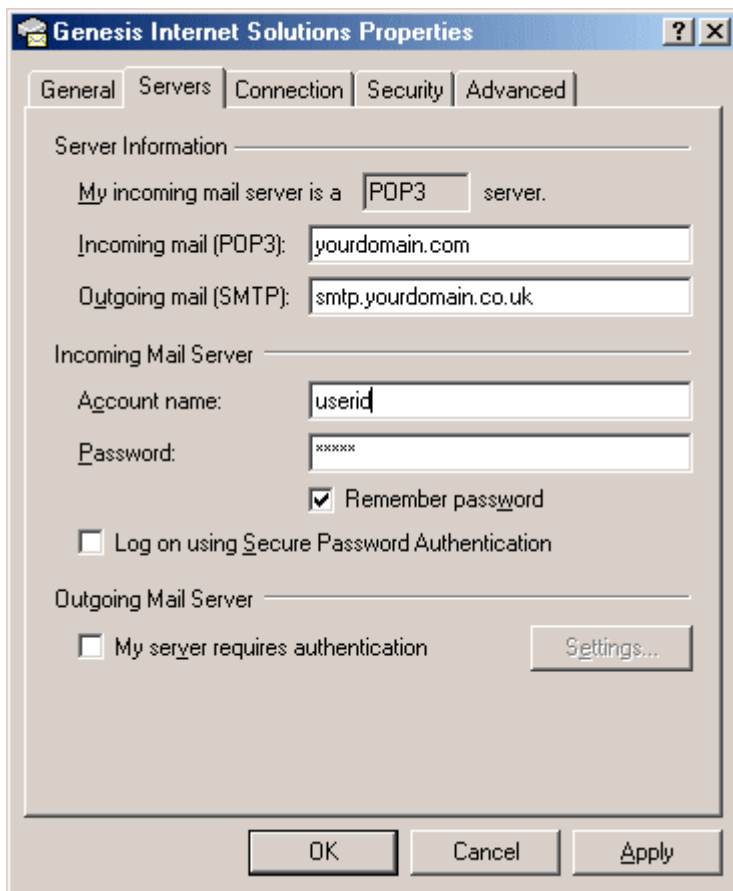 Genesis Internet Solutions Properties ? X
General Servers Connection Security Advanced
Server Information
My incoming mail server is a POP3 server.
Incoming mail (POP3): yourdomain.com
Outgoing mail (SMTP): smtp.yourdomain.co.uk
Incoming Mail Server
Account name: userid
Password: *****
Remember password
Log on using Secure Password Authentication
Outgoing Mail Server
My server requires authentication Settings...
OK Cancel Apply